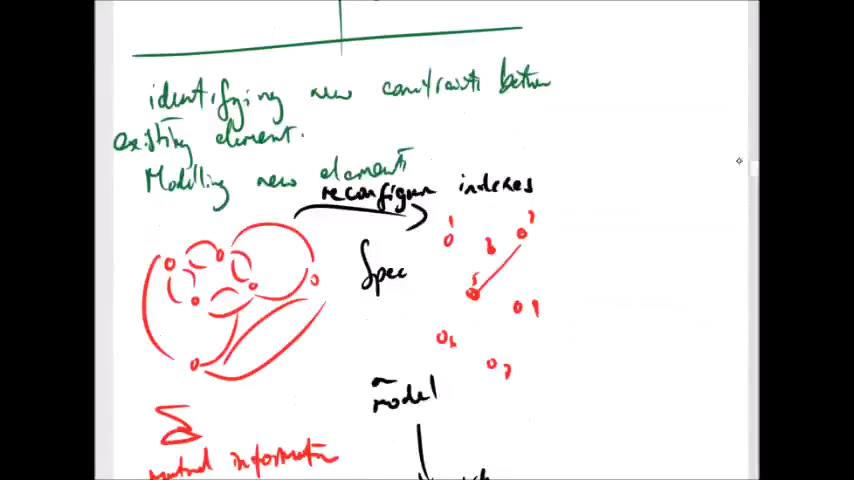 identifying new constraints between
existing element.
Modelling new elements
reconfigure indexes
Spec
model
mutual information